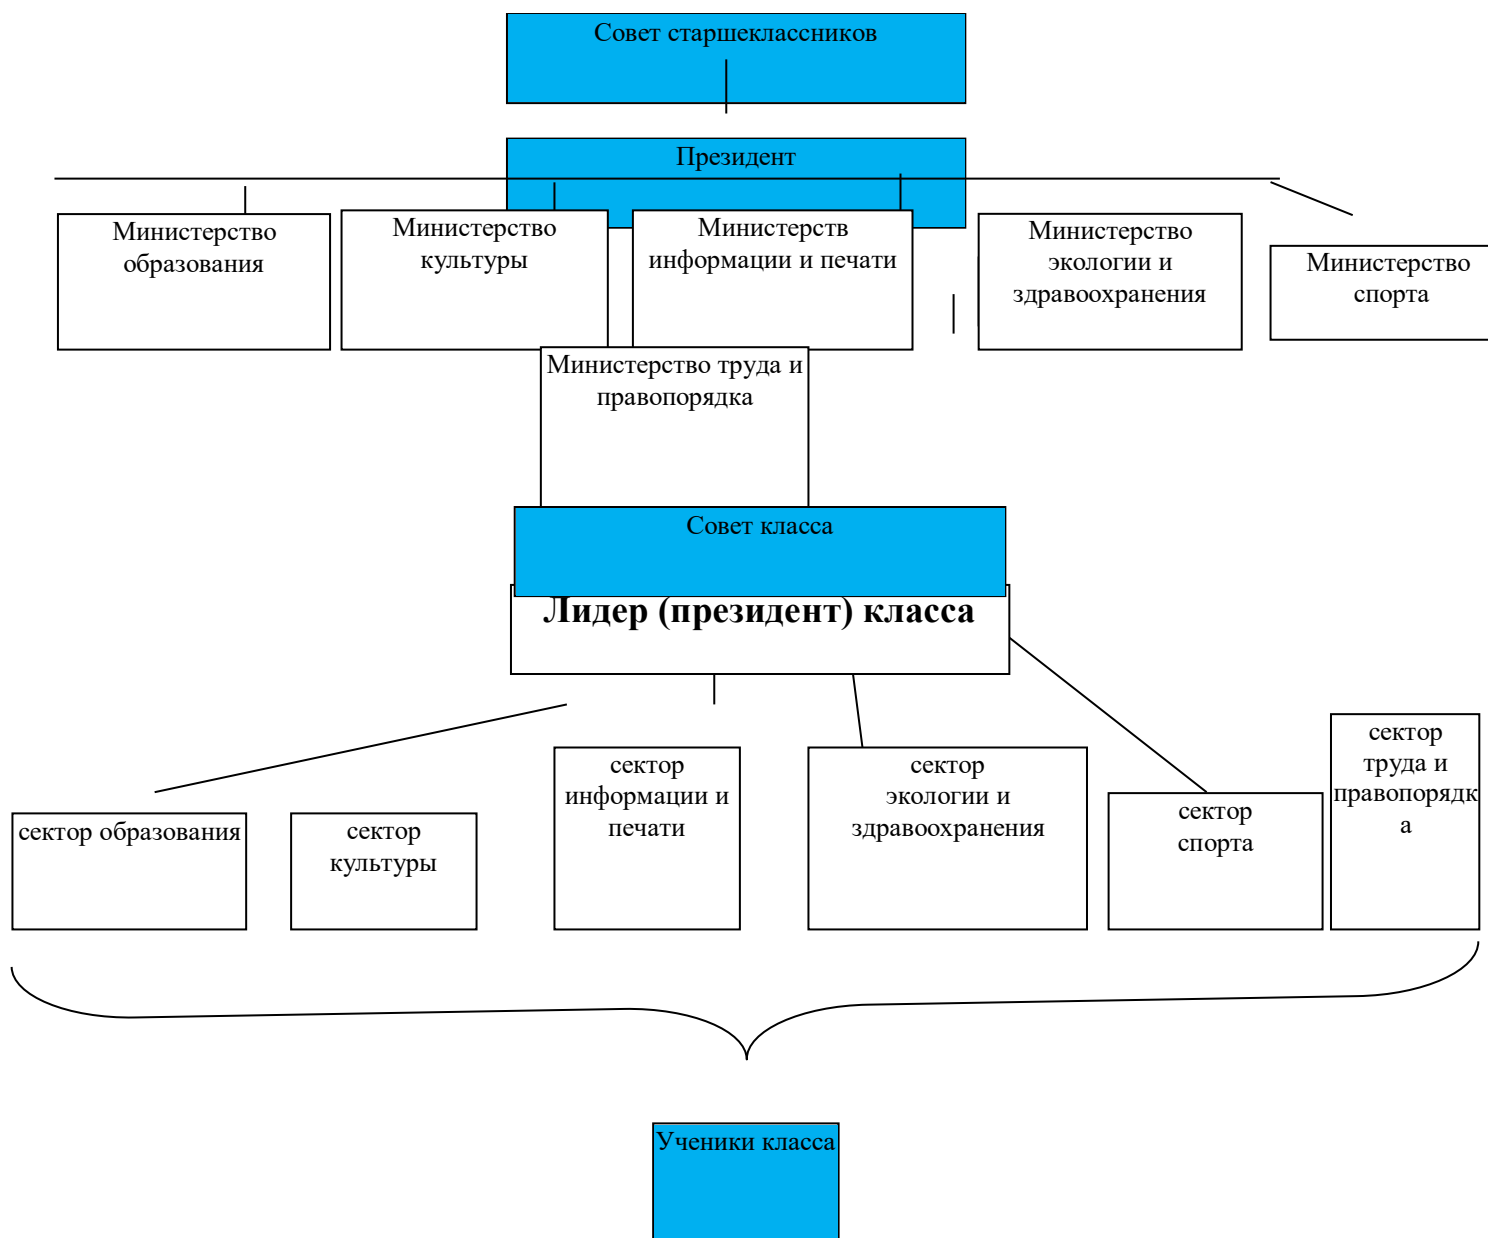 Совет старшеклассников
Президент
Министерство
образования
Министерство
культуры
Министерств
информации и печати
Министерство
экологии и
здравоохранения
Министерство
спорта
Министерство труда и
правопорядка
Совет класса
Лидер (президент) класса
сектор образования
сектор
культуры
сектор
информации и
печати
сектор
экологии и
здравоохранения
сектор
спорта
сектор
труда и
правопорядк
а
Ученики класса